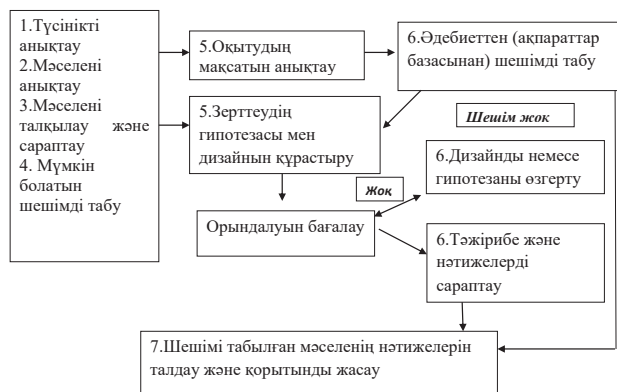 1.Түсінікті
анықтау
2.Мәселені
анықтау
3.Мәселені
талқылау және
сараптау
4. Мүмкін
болатын
шешімді табу
5.Оқытудың
мақсатын анықтау
6.Әдебиеттен (ақпараттар
базасынан) шешімді табу
5.Зерттеудің
гипотезасы мен
дизайнын құрастыру
Шешім жок
6.Дизайнды немесе
гипотезаны өзгерту
Жоқ
Орындалуын бағалау
6.Тәжірибе және
нәтижелерді
сараптау
7.Шешімі табылған мәселенің нәтижелерін
талдау және қорытынды жасау